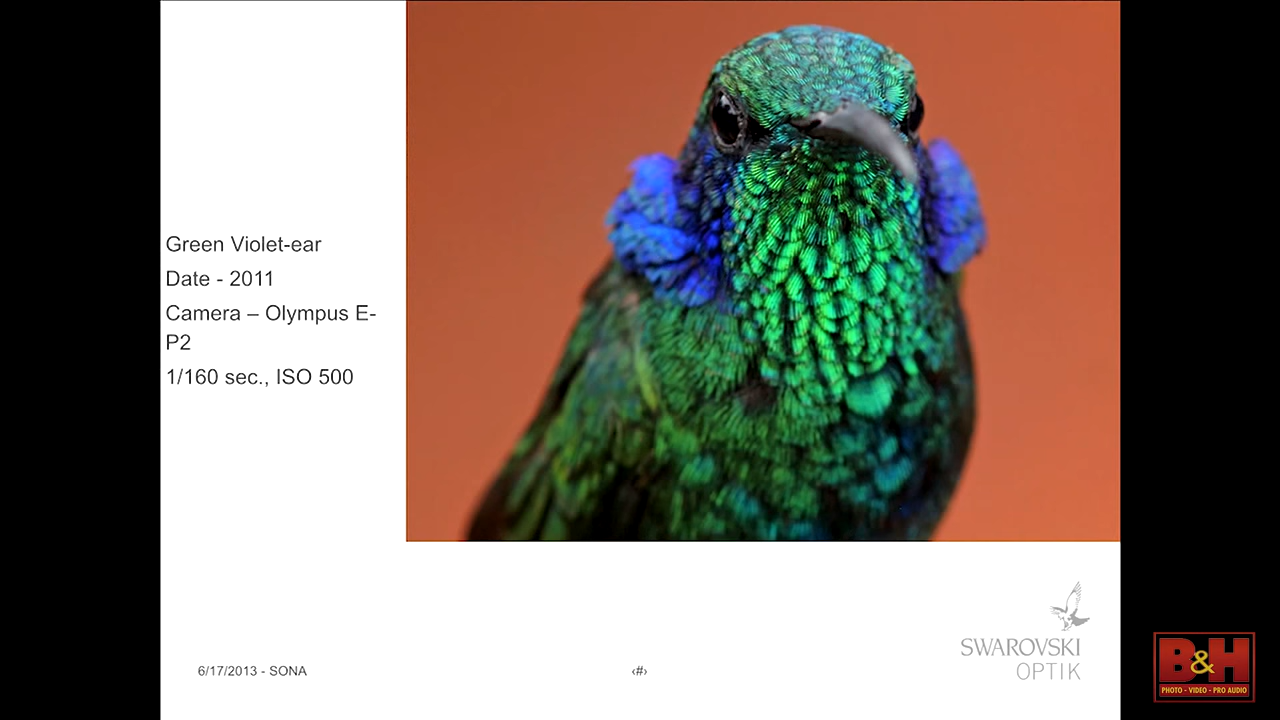 Green Violet-ear
Date - 2011
Camera – Olympus E-
P2
1/160 sec., ISO 500
SWAROVSKI
OPTIK
6/17/2013 - SONA
‹#›
B&H
PHOTO - VIDEO - PRO AUDIO